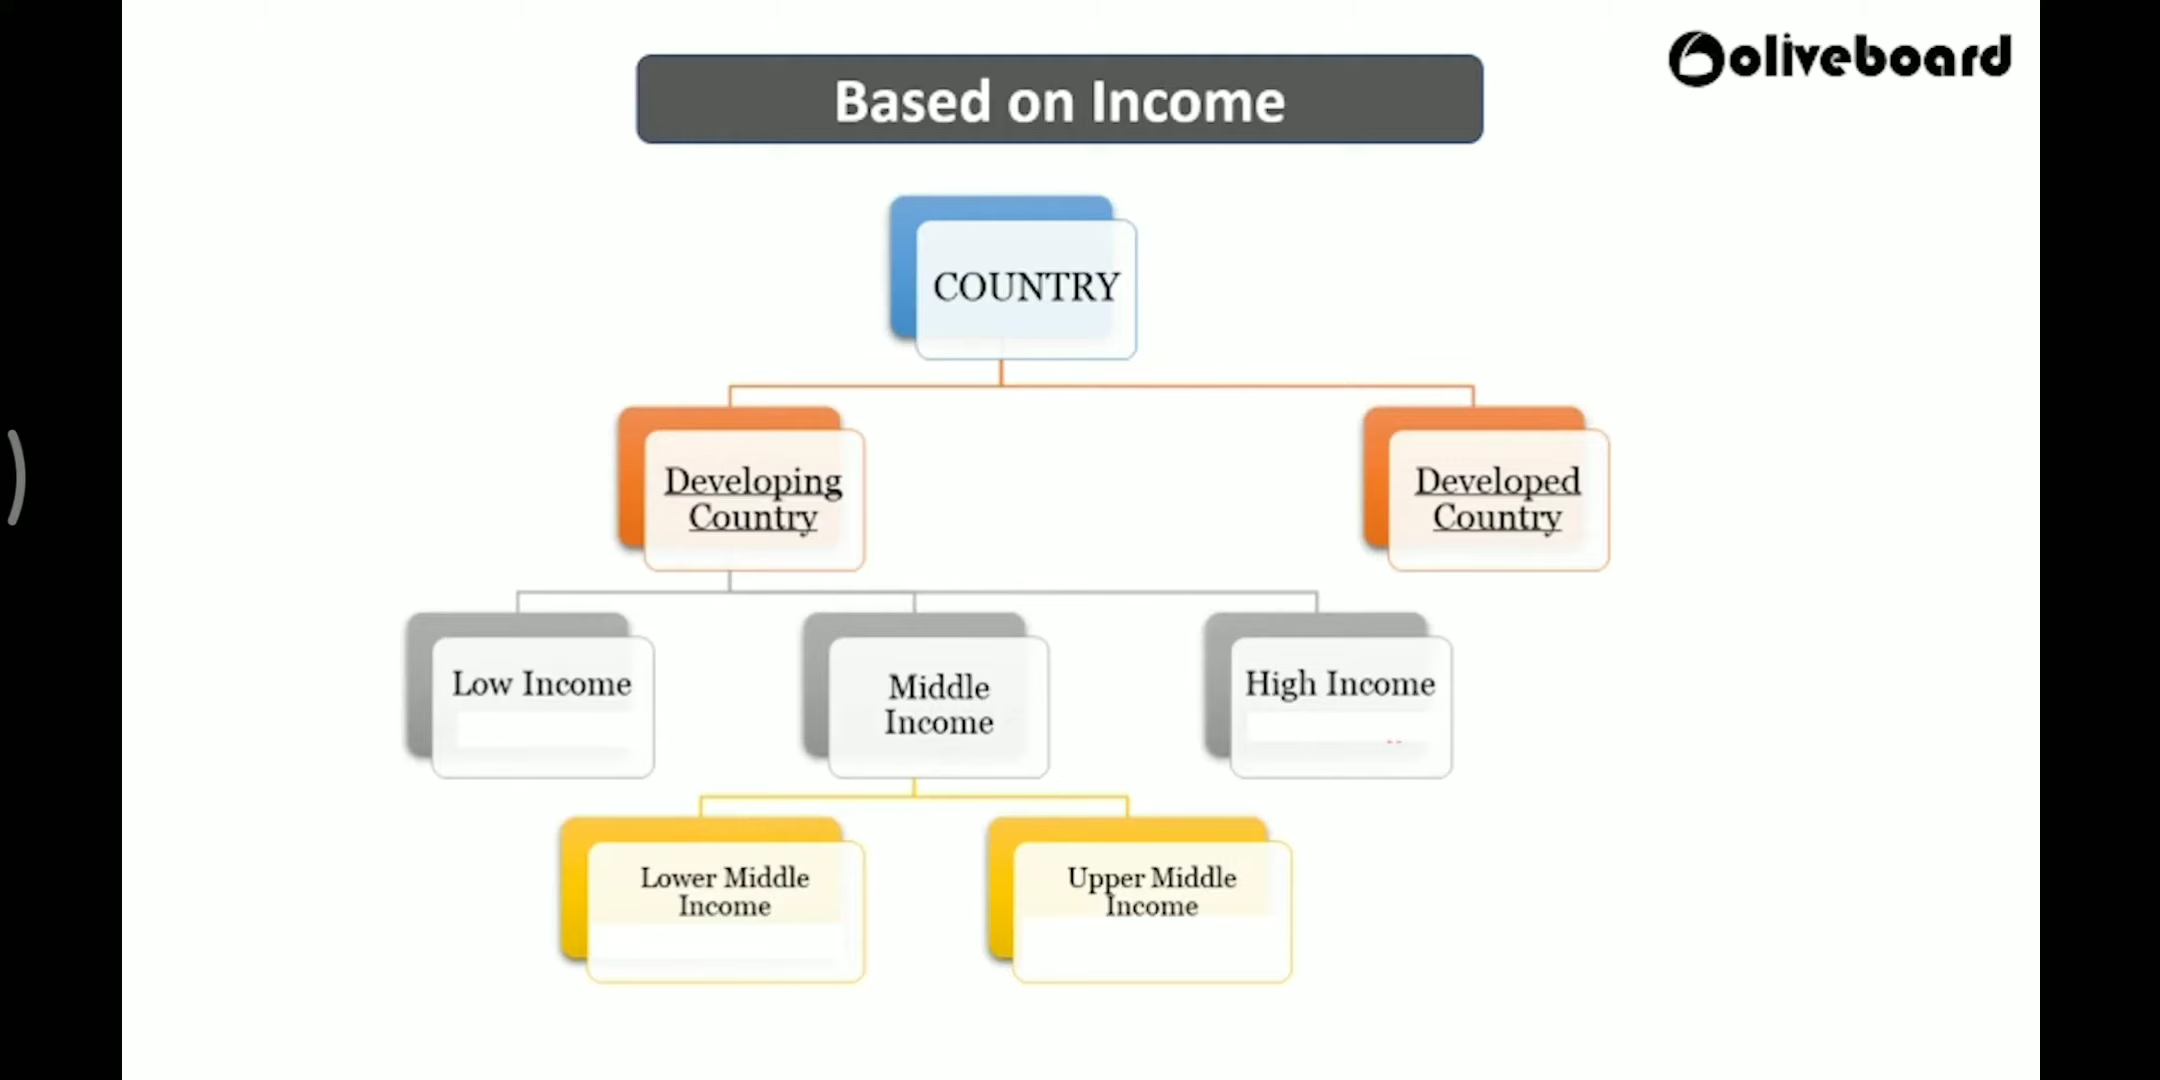 oliveboard
Based on Income
COUNTRY
Developing
Country
Developed
Country
Low Income
Middle
Income
High Income
Lower Middle
Income
Upper Middle
Income